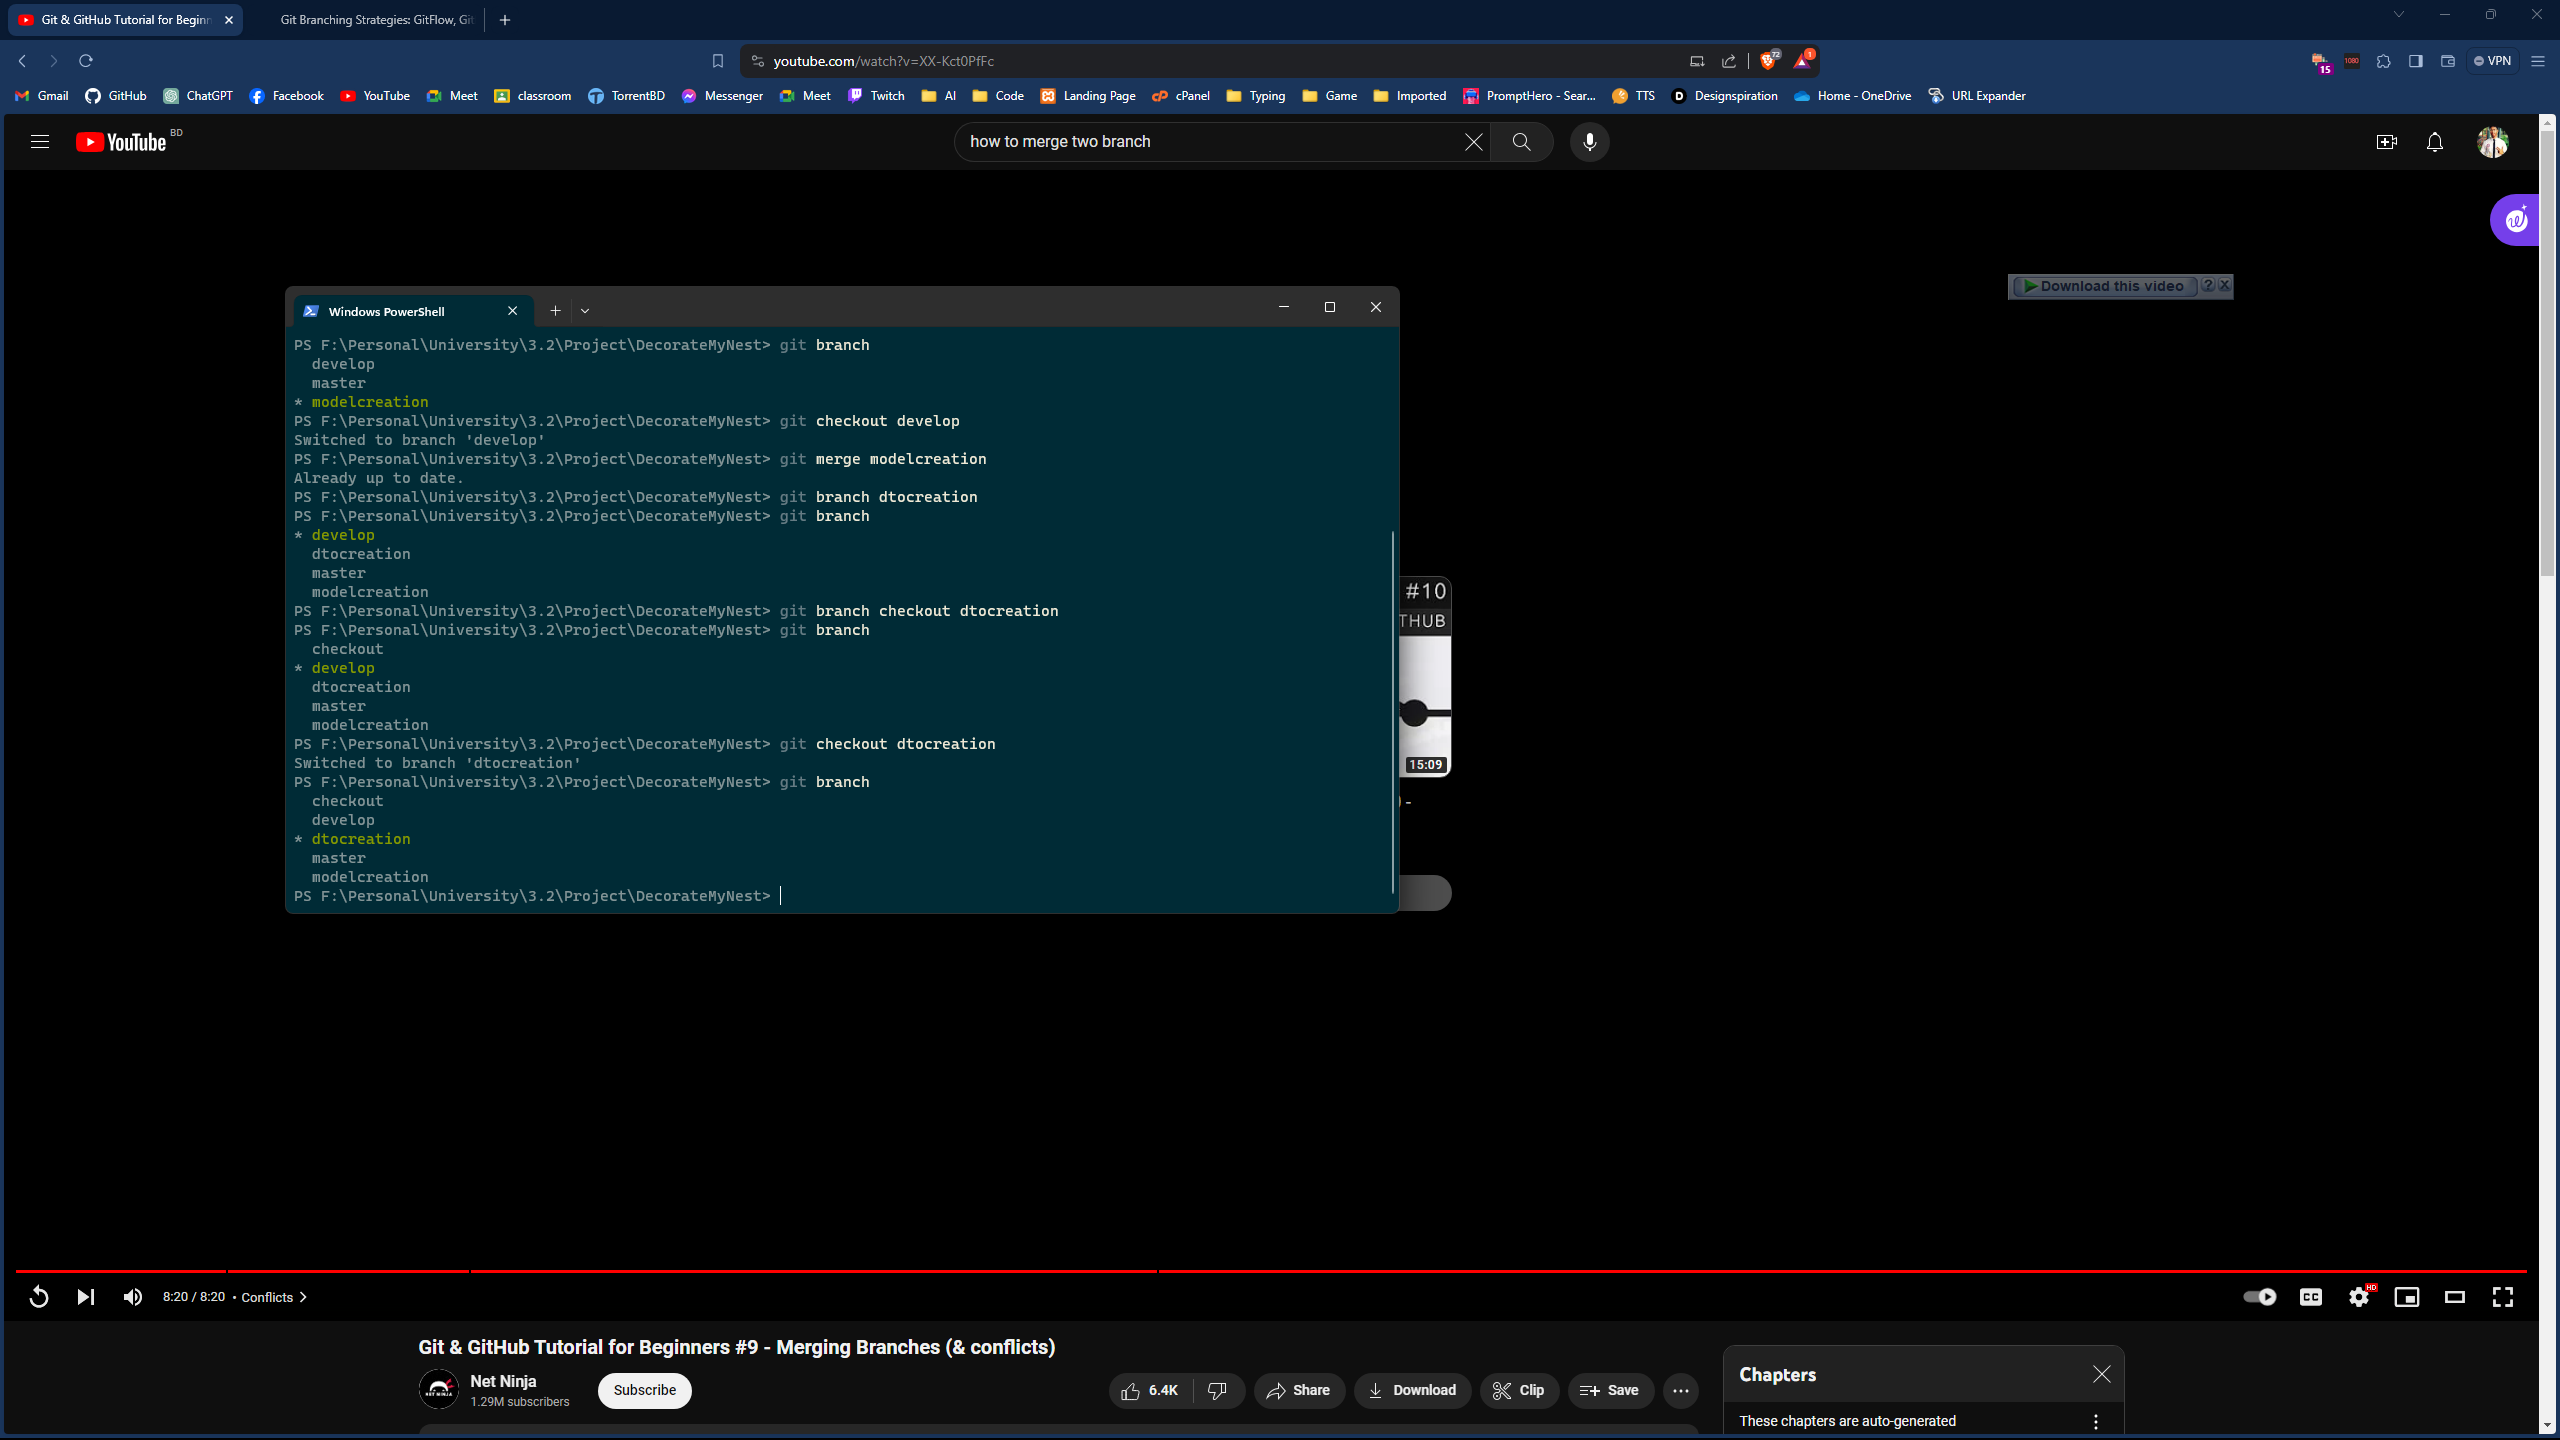 Git & GitHub Tutorial for Beginn
Git Branching Strategies: GitFlow, Git
youtube.com/watch?v=XX-Kct0PfFc
72
1
15
1080
VPN
Gmail GitHub ChatGPT Facebook YouTube Meet classroom TorrentBD Messenger Meet Twitch AI Code Landing Page cPanel Typing Game Imported PromptHero - Sear... TTS Designspiration Home - OneDrive URL Expander
YouTube BD
how to merge two branch
Download this video
Windows PowerShell
PS F:\Personal\University\3.2\Project\DecorateMyNest> git branch
develop
master
* modelcreation
PS F:\Personal\University\3.2\Project\DecorateMyNest> git checkout develop
Switched to branch 'develop'
PS F:\Personal\University\3.2\Project\DecorateMyNest> git merge modelcreation
Already up to date.
PS F:\Personal\University\3.2\Project\DecorateMyNest> git branch dtocreation
PS F:\Personal\University\3.2\Project\DecorateMyNest> git branch
* develop
dtocreation
master
modelcreation
PS F:\Personal\University\3.2\Project\DecorateMyNest> git branch checkout dtocreation
PS F:\Personal\University\3.2\Project\DecorateMyNest> git branch
checkout
* develop
dtocreation
master
modelcreation
PS F:\Personal\University\3.2\Project\DecorateMyNest> git checkout dtocreation
Switched to branch 'dtocreation'
PS F:\Personal\University\3.2\Project\DecorateMyNest> git branch
checkout
develop
* dtocreation
master
modelcreation
PS F:\Personal\University\3.2\Project\DecorateMyNest>
#10
THUB
15:09
8:20 / 8:20 • Conflicts
CC
HD
Git & GitHub Tutorial for Beginners #9 - Merging Branches (& conflicts)
NET NINJA
Net Ninja
1.29M subscribers
Subscribe
6.4K
Share
Download
Clip
Save
Chapters
These chapters are auto-generated